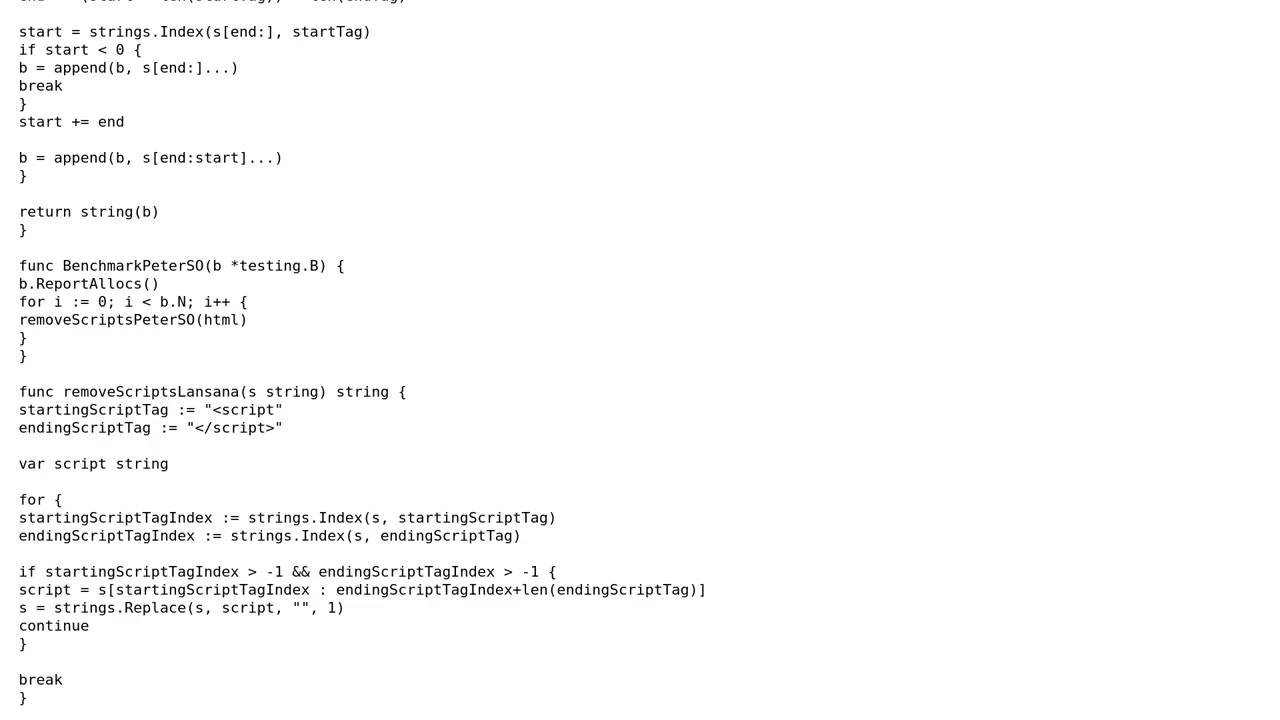 start = strings.Index(s[end:], startTag)
if start < 0 {
b = append(b, s[end:]...)
break
}
start += end
b = append(b, s[end:start]...)
}
return string(b)
}
func BenchmarkPeterSO(b *testing.B) {
b.ReportAllocs()
for i := 0; i < b.N; i++ {
removeScriptsPeterSO(html)
}
}
func removeScriptsLansana(s string) string {
startingScriptTag := "<script"
endingScriptTag := "</script>"
var script string
for {
startingScriptTagIndex := strings.Index(s, startingScriptTag)
endingScriptTagIndex := strings.Index(s, endingScriptTag)
if startingScriptTagIndex > -1 && endingScriptTagIndex > -1 {
script = s[startingScriptTagIndex : endingScriptTagIndex+len(endingScriptTag)]
s = strings.Replace(s, script, "", 1)
continue
}
break
}